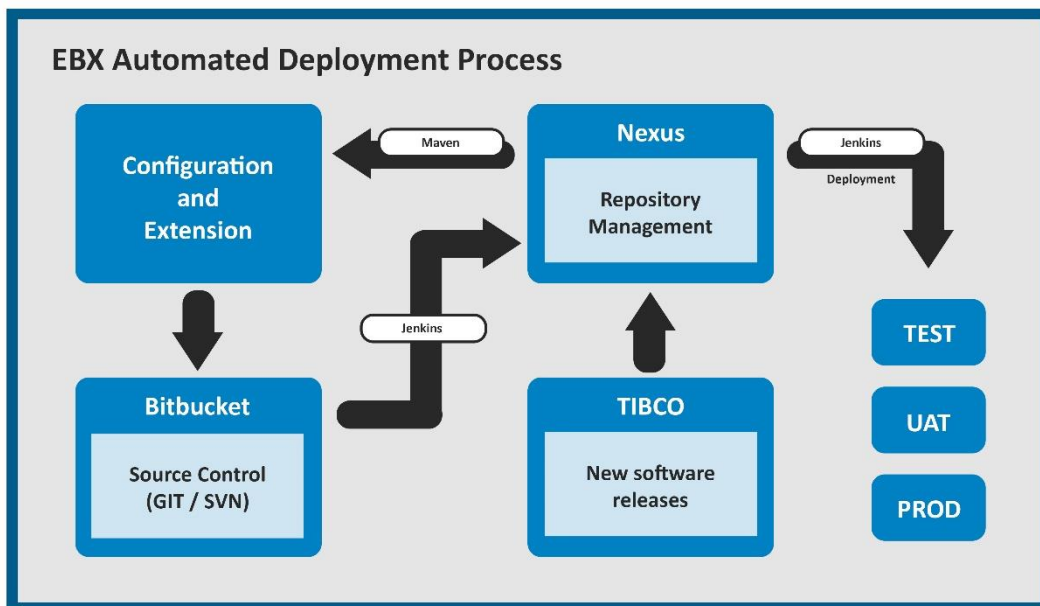 EBX Automated Deployment Process
Configuration
and
Extension
Maven
Nexus
Repository
Management
Jenkins
Deployment
Jenkins
Bitbucket
Source Control
(GIT / SVN)
TIBCO
New software
releases
TEST
UAT
PROD